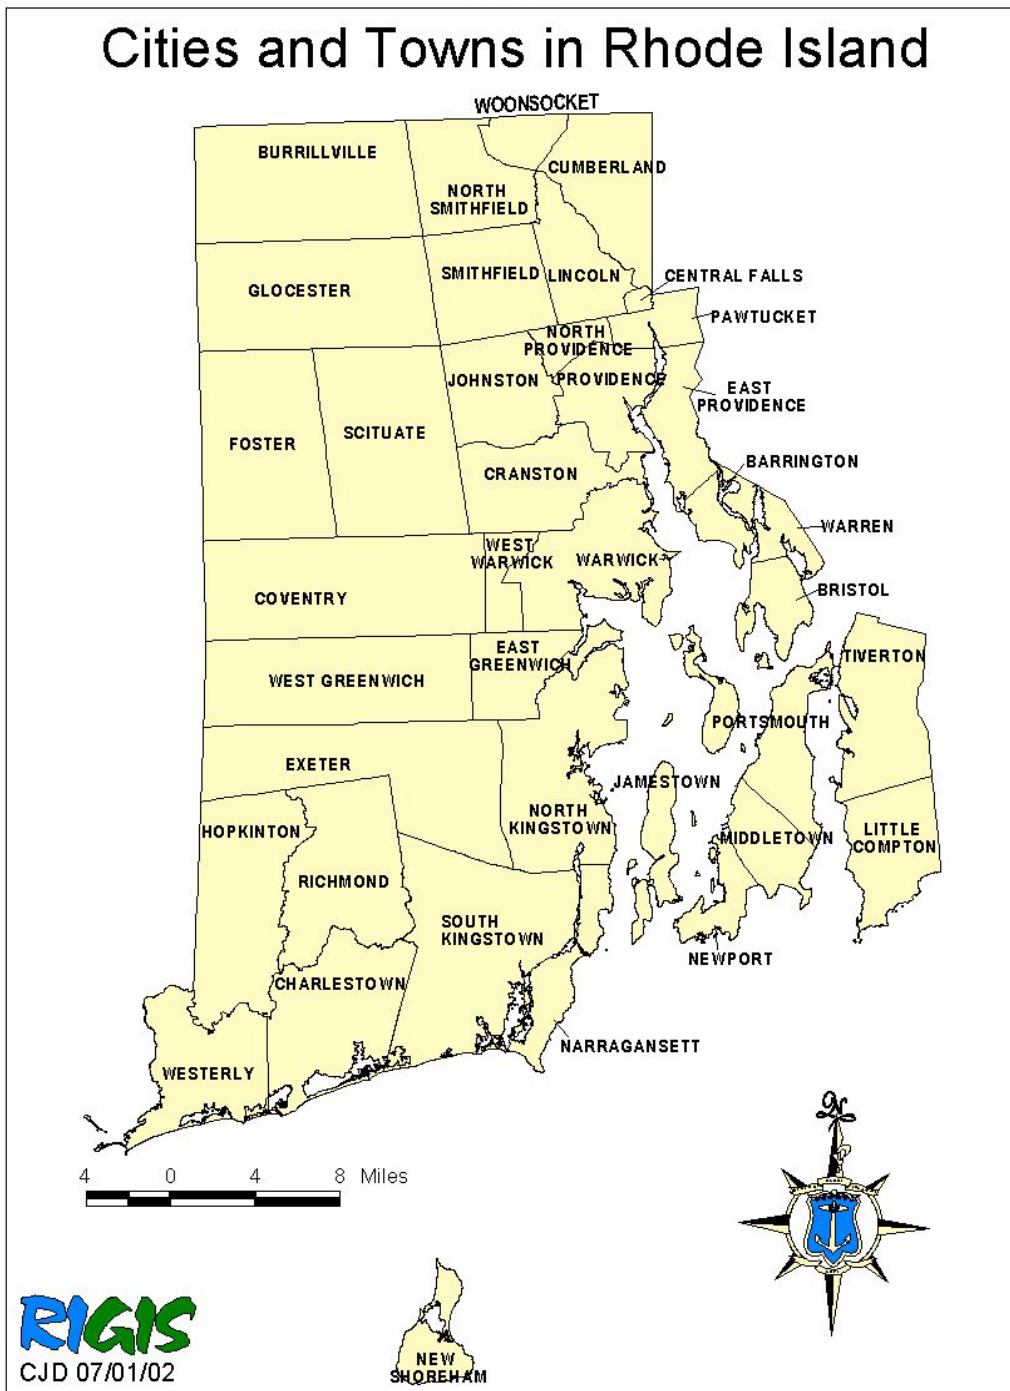 Cities and Towns in Rhode Island
WOONSOCKET
BURRILLVILLE
CUMBERLAND
NORTH
SMITHFIELD
SMITHFIELD
LINCOLN
CENTRAL FALLS
GLOCESTER
PAWTUCKET
NORTH
PROVIDENCE
JOHNSTON
PROVIDENCE
EAST
PROVIDENCE
FOSTER
SCITUATE
CRANSTON
BARRINGTON
WARREN
WEST
WARWICK
WARWICK
COVENTRY
BRISTOL
EAST
GREENWICH
TIVERTON
WEST GREENWICH
PORTSMOUTH
EXETER
JAMESTOWN
NORTH
KINGSTOWN
HOPKINTON
MIDDLETOWN
LITTLE
COMPTON
RICHMOND
SOUTH
KINGSTOWN
NEWPORT
CHARLESTOWN
NARRAGANSETT
WESTERLY
4 0 4 8 Miles
N
RIGIS
CJD 07/01/02
NEW
SHOREHAM